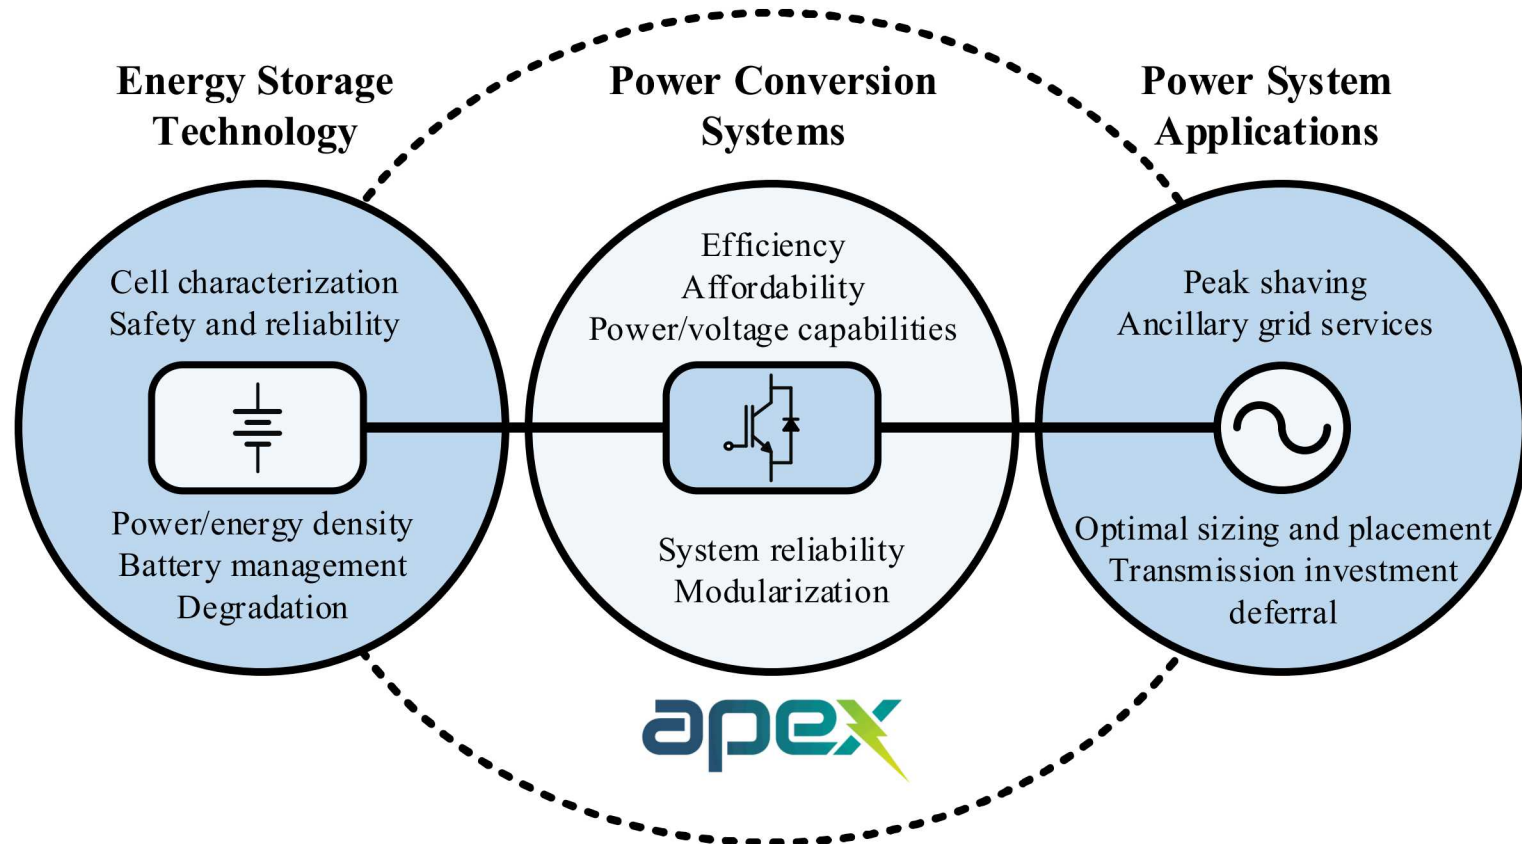 Energy Storage
Technology
Cell characterization
Safety and reliability
Power/energy density
Battery management
Degradation
Power Conversion
Systems
Efficiency
Affordability
Power/voltage capabilities
System reliability
Modularization
Power System
Applications
Peak shaving
Ancillary grid services
Optimal sizing and placement
Transmission investment
deferral
apex